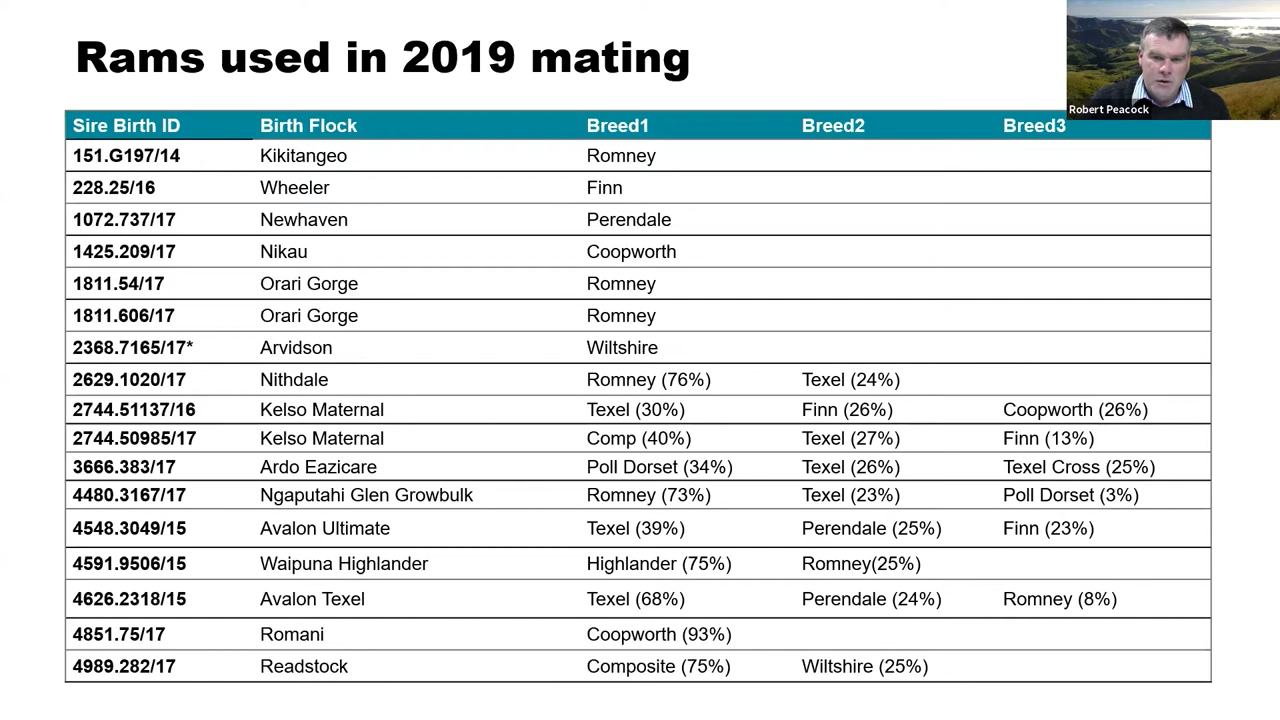 Rams used in 2019 mating
Robert Peacock
Sire Birth ID Birth Flock Breed1 Breed2 Breed3
151.G197/14 Kikitangeo Romney
228.25/16 Wheeler Finn
1072.737/17 Newhaven Perendale
1425.209/17 Nikau Coopworth
1811.54/17 Orari Gorge Romney
1811.606/17 Orari Gorge Romney
2368.7165/17* Arvidson Wiltshire
2629.1020/17 Nithdale Romney (76%) Texel (24%)
2744.51137/16 Kelso Maternal Texel (30%) Finn (26%) Coopworth (26%)
2744.50985/17 Kelso Maternal Comp (40%) Texel (27%) Finn (13%)
3666.383/17 Ardo Eazicare Poll Dorset (34%) Texel (26%) Texel Cross (25%)
4480.3167/17 Ngaputahi Glen Growbulk Romney (73%) Texel (23%) Poll Dorset (3%)
4548.3049/15 Avalon Ultimate Texel (39%) Perendale (25%) Finn (23%)
4591.9506/15 Waipuna Highlander Highlander (75%) Romney(25%)
4626.2318/15 Avalon Texel Texel (68%) Perendale (24%) Romney (8%)
4851.75/17 Romani Coopworth (93%)
4989.282/17 Readstock Composite (75%) Wiltshire (25%)